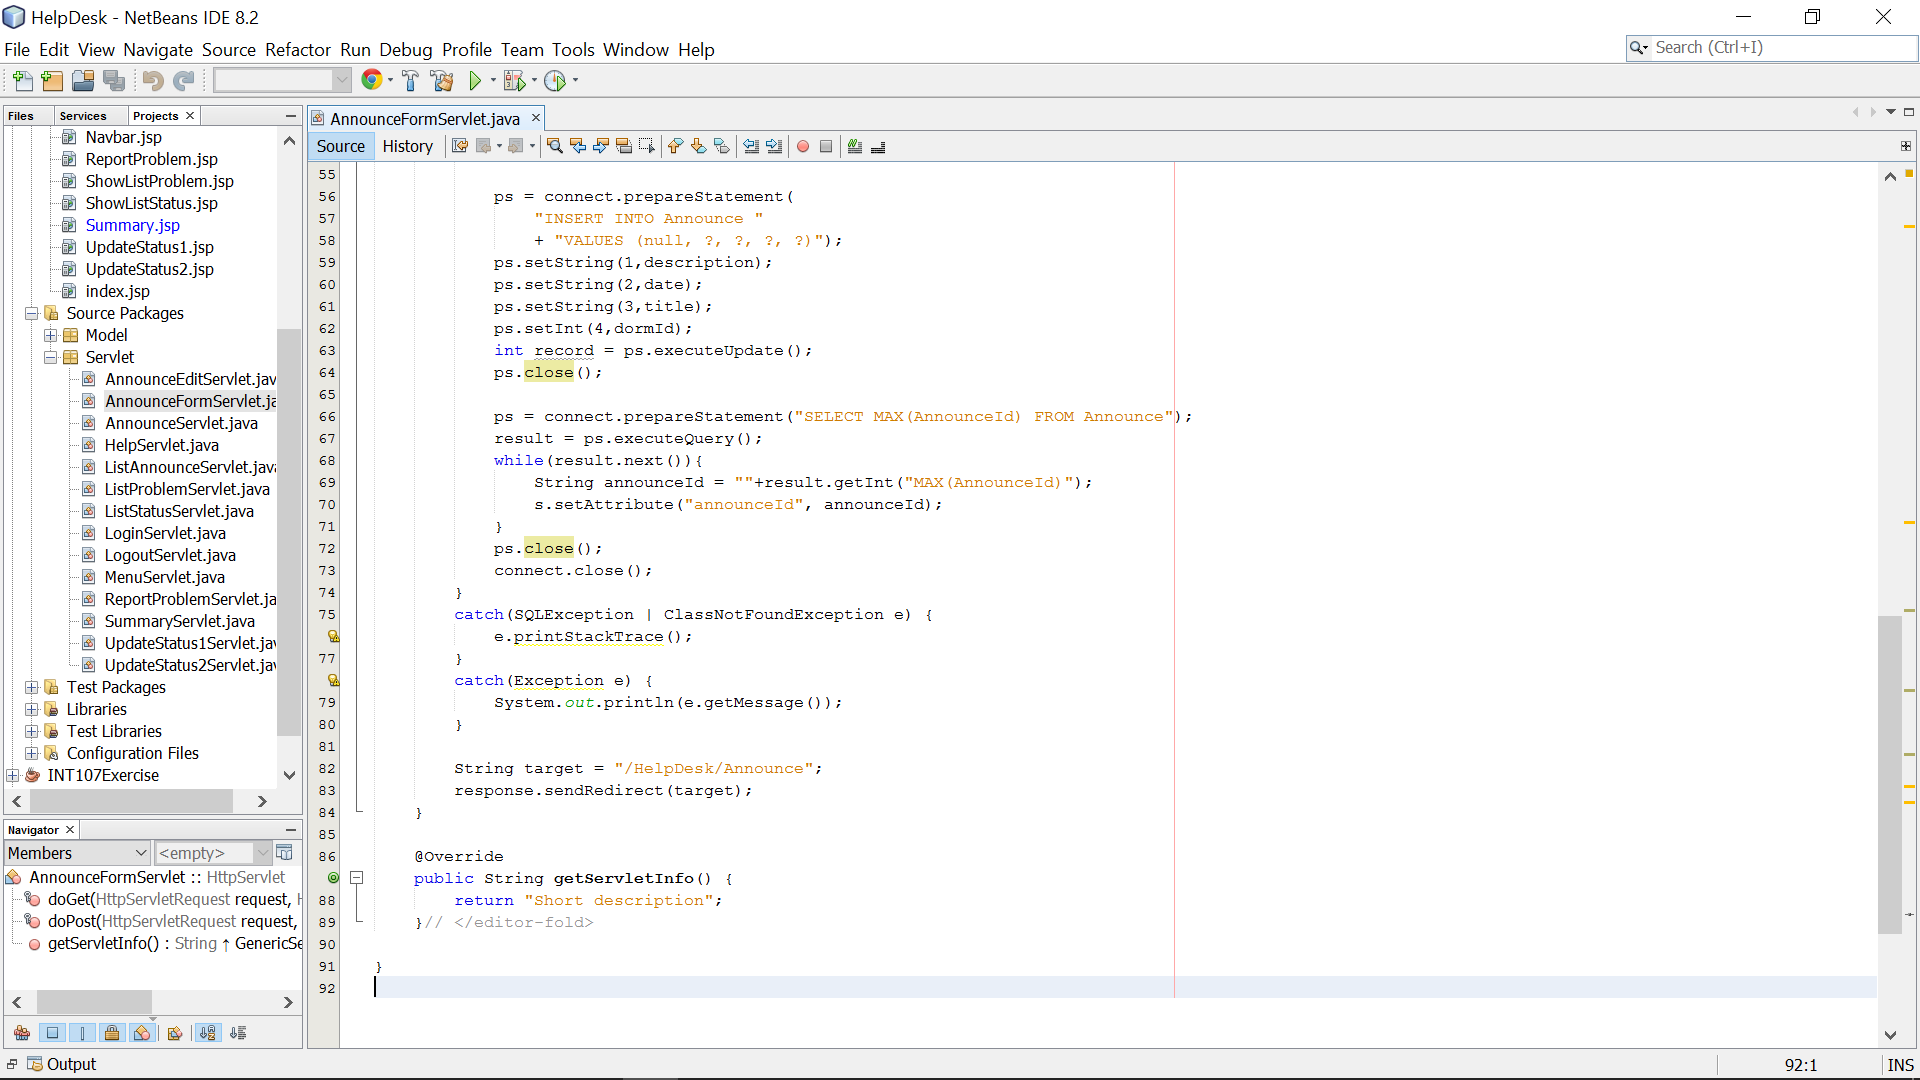 HelpDesk - NetBeans IDE 8.2
File Edit View Navigate Source Refactor Run Debug Profile Team Tools Window Help
Search (Ctrl+I)
Files Services Projects
Navbar.jsp
ReportProblem.jsp
ShowListProblem.jsp
ShowListStatus.jsp
Summary.jsp
UpdateStatus1.jsp
UpdateStatus2.jsp
index.jsp
Source Packages
Model
Servlet
AnnounceEditServlet.jav
AnnounceFormServlet.ja
AnnounceServlet.java
HelpServlet.java
ListAnnounceServlet.java
ListProblemServlet.java
ListStatusServlet.java
LoginServlet.java
LogoutServlet.java
MenuServlet.java
ReportProblemServlet.ja
SummaryServlet.java
UpdateStatus1Servlet.jav
UpdateStatus2Servlet.jav
Test Packages
Libraries
Test Libraries
Configuration Files
INT107Exercise
Navigator
Members <empty>
AnnounceFormServlet :: HttpServlet
doGet(HttpServletRequest request, H
doPost(HttpServletRequest request,
getServletInfo() : String ↑ GenericSe
AnnounceFormServlet.java
Source History
55
56 ps = connect.prepareStatement(
57 "INSERT INTO Announce "
58 + "VALUES (null, ?, ?, ?, ?)");
59 ps.setString(1,description);
60 ps.setString(2,date);
61 ps.setString(3,title);
62 ps.setInt(4,dormId);
63 int record = ps.executeUpdate();
64 ps.close();
65
66 ps = connect.prepareStatement("SELECT MAX(AnnounceId) FROM Announce");
67 result = ps.executeQuery();
68 while(result.next()){
69 String announceId = ""+result.getInt("MAX(AnnounceId)");
70 s.setAttribute("announceId", announceId);
71 }
72 ps.close();
73 connect.close();
74 }
75 catch(SQLException | ClassNotFoundException e) {
e.printStackTrace();
77 }
catch(Exception e) {
79 System.out.println(e.getMessage());
80 }
81
82 String target = "/HelpDesk/Announce";
83 response.sendRedirect(target);
84 }
85
86 @Override
public String getServletInfo() {
88 return "Short description";
89 }// </editor-fold>
90
91 }
92
Output
92:1 INS